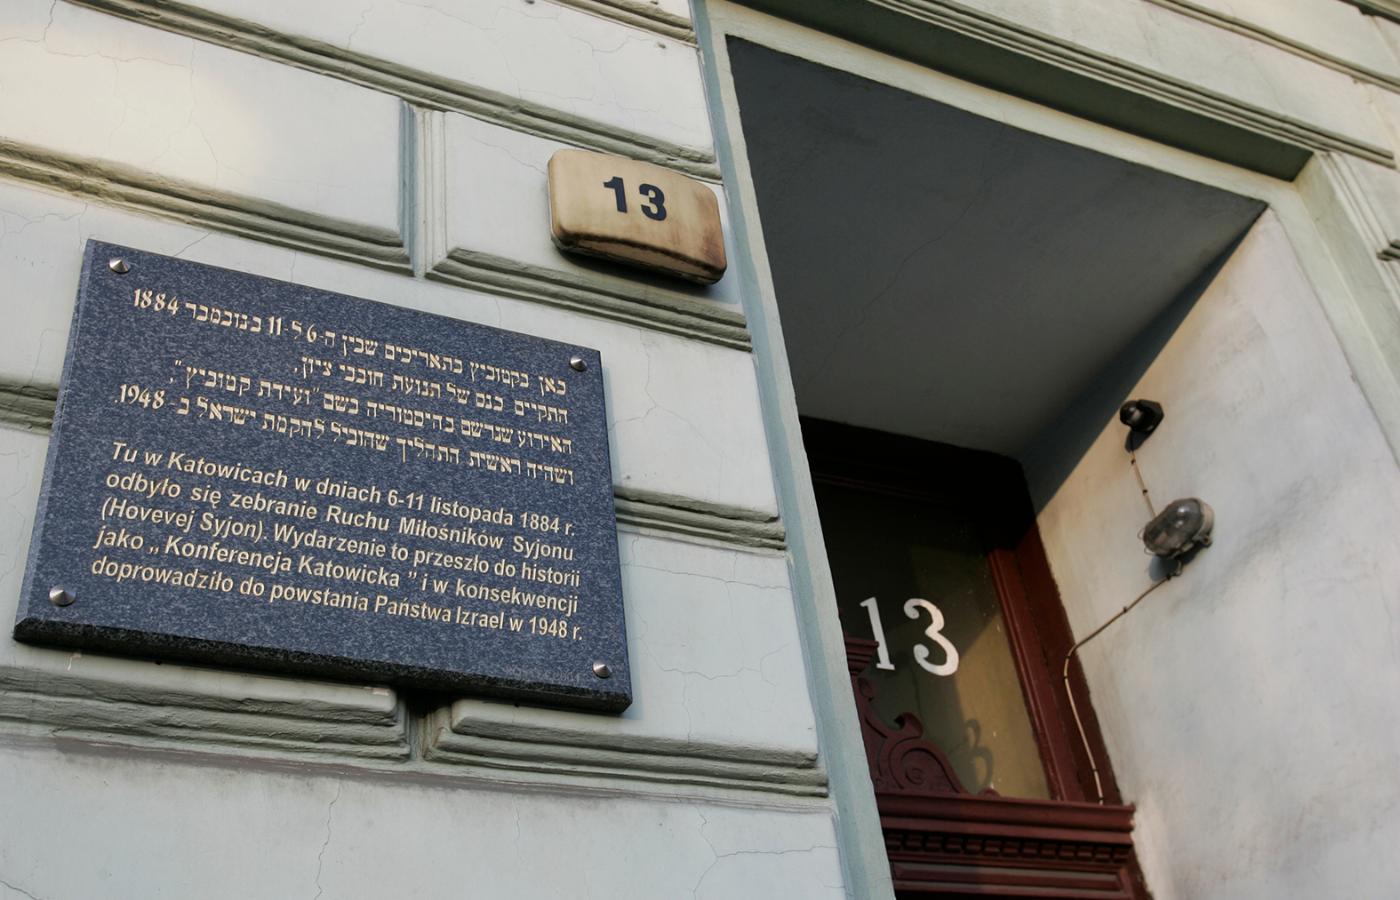 13
כאן בקטוביץ בתאריכים שבין ה-6 ל-11 בנובמבר 1884
התקיים כנס של תנועת חובבי ציון,
האירוע שנרשם בהיסטוריה בשם "ועידת קטוביץ",
ושהיה ראשית התהליך שהוביל להקמת ישראל ב- 1948.
Tu w Katowicach w dniach 6-11 listopada 1884 r.
odbyło się zebranie Ruchu Miłośników Syjonu
(Hovevej Syjon). Wydarzenie to przeszło do historii
jako „Konferencja Katowicka ” i w konsekwencji
doprowadziło do powstania Państwa Izrael w 1948 r.
13